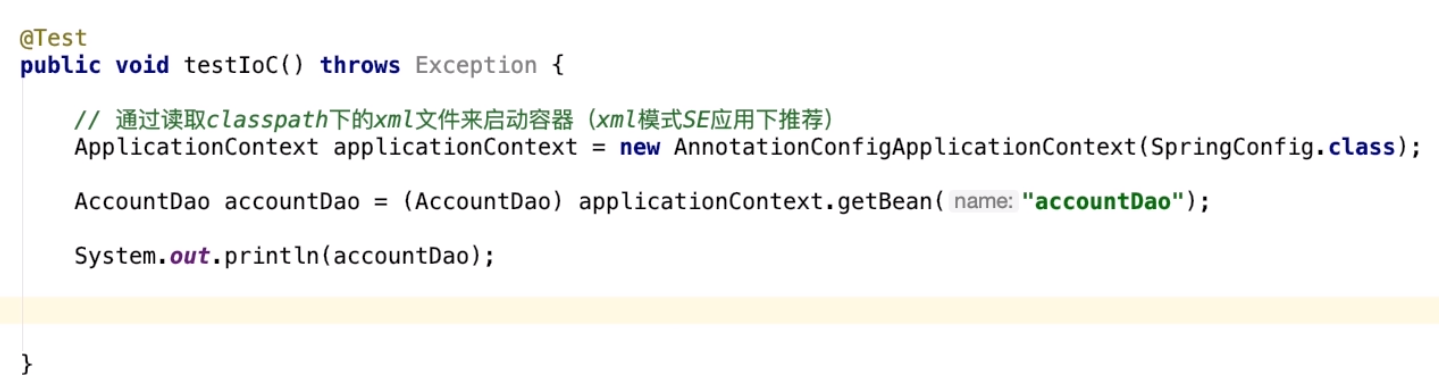 @Test
public void testIoC() throws Exception {
// 通过读取classpath下的xml文件来启动容器（xml模式SE应用下推荐）
ApplicationContext applicationContext = new AnnotationConfigApplicationContext(SpringConfig.class);
AccountDao accountDao = (AccountDao) applicationContext.getBean( name: "accountDao");
System.out.println(accountDao);
}